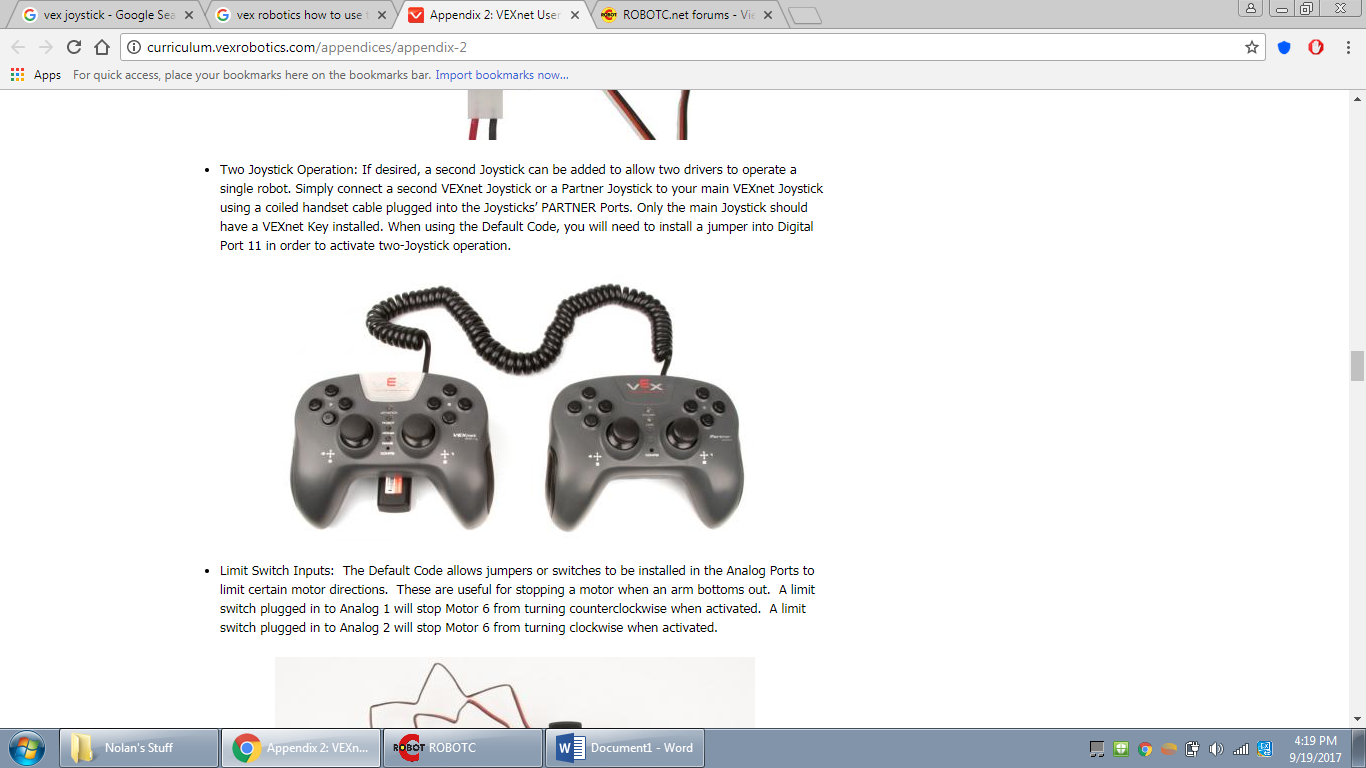 vex joystick - Google Sea
vex robotics how to use t
Appendix 2: VEXnet User
ROBOTC.net forums - Vie
curriculum.vexrobotics.com/appendices/appendix-2
Apps For quick access, place your bookmarks here on the bookmarks bar. Import bookmarks now...
• Two Joystick Operation: If desired, a second Joystick can be added to allow two drivers to operate a
single robot. Simply connect a second VEXnet Joystick or a Partner Joystick to your main VEXnet Joystick
using a coiled handset cable plugged into the Joysticks’ PARTNER Ports. Only the main Joystick should
have a VEXnet Key installed. When using the Default Code, you will need to install a jumper into Digital
Port 11 in order to activate two-Joystick operation.
VEX
VEXnet
Partner
• Limit Switch Inputs:  The Default Code allows jumpers or switches to be installed in the Analog Ports to
limit certain motor directions.  These are useful for stopping a motor when an arm bottoms out.  A limit
switch plugged in to Analog 1 will stop Motor 6 from turning counterclockwise when activated.  A limit
switch plugged in to Analog 2 will stop Motor 6 from turning clockwise when activated.
Nolan's Stuff
Appendix 2: VEXn...
ROBOT
ROBOTC
Document1 - Word
4:19 PM
9/19/2017